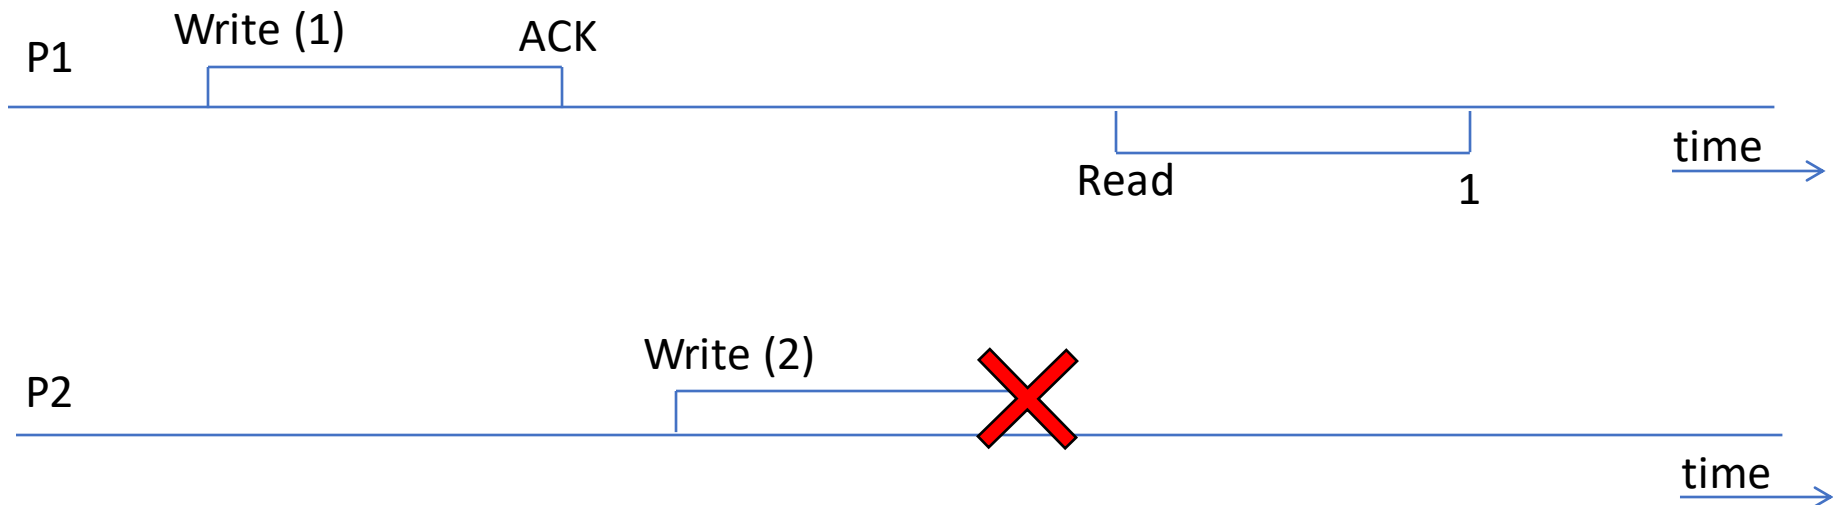 P1
Write (1)
ACK
time
Read
1
P2
Write (2)
time